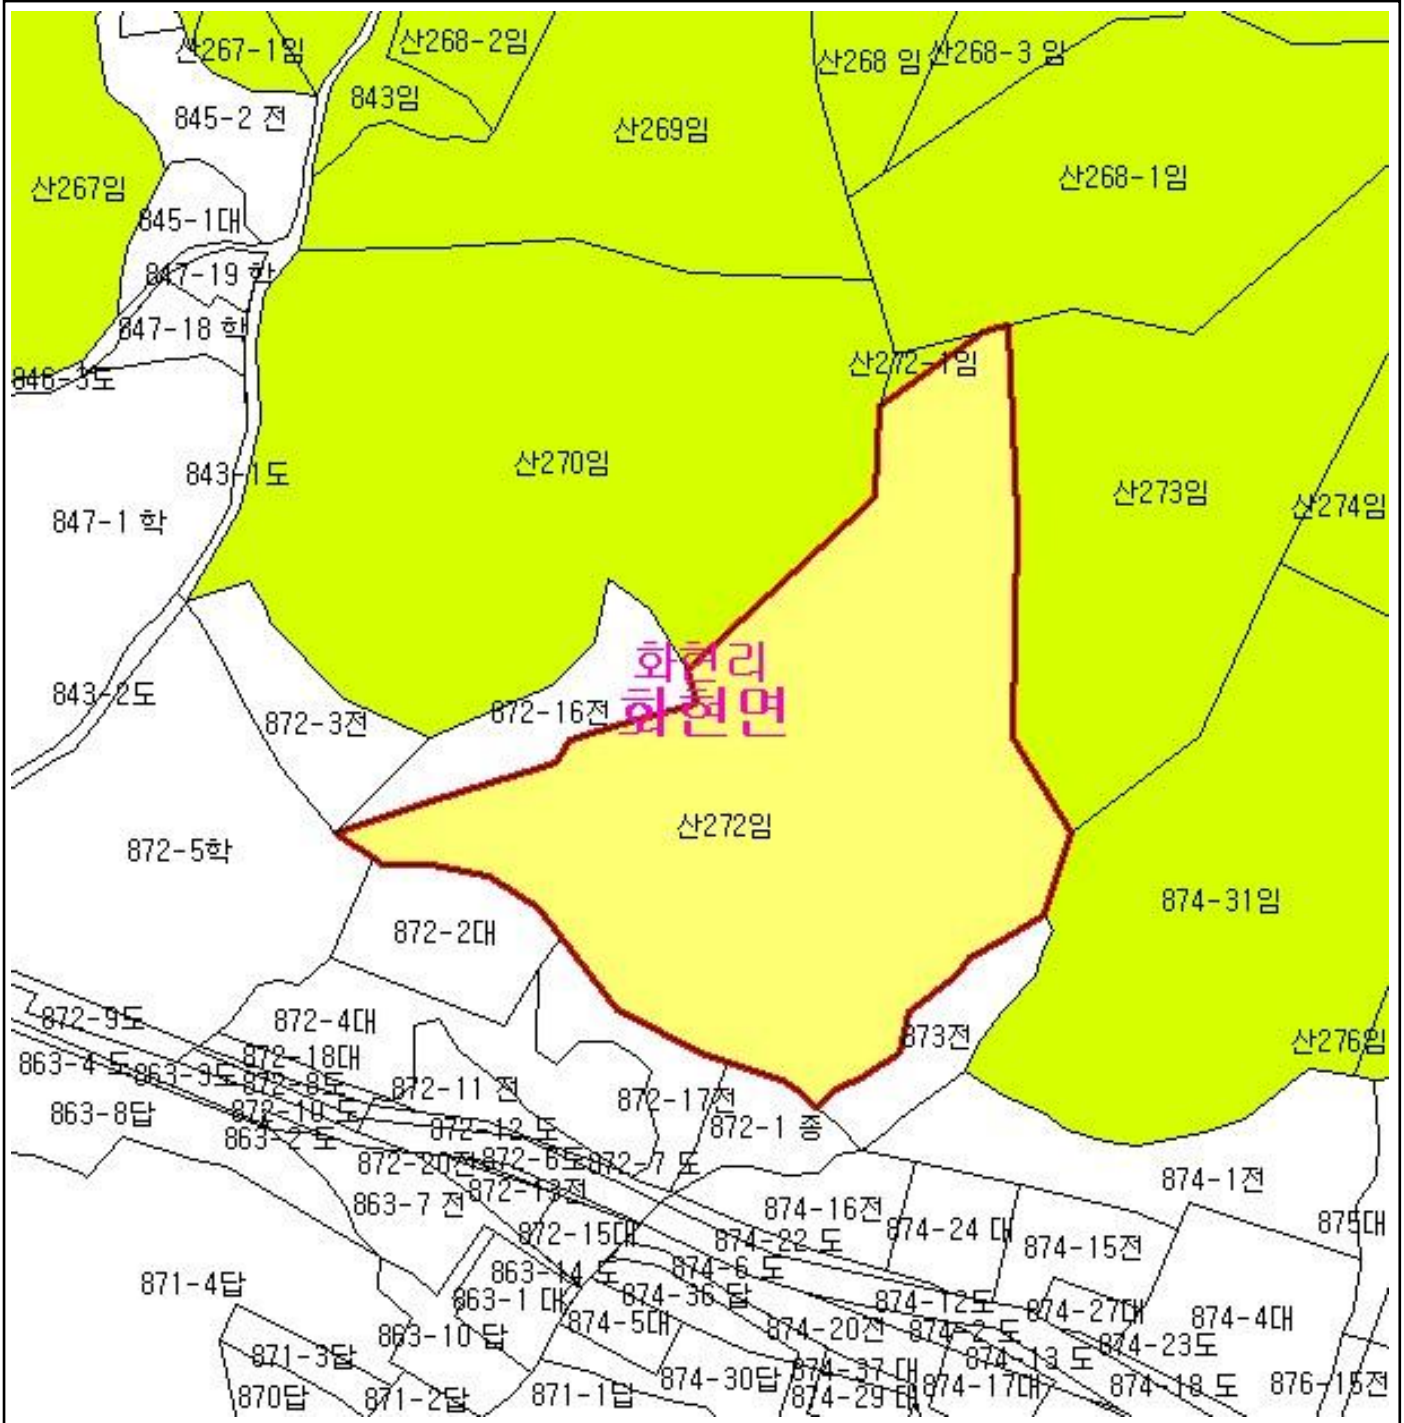 산267-1임
산268-2임
산268 임
산268-3 임
843임
845-2 전
산269임
산267임
산268-1임
845-1대
847-19 학
847-18 학
산272-1임
846-3도
843-1도
산270임
산273임
산274임
847-1 학
화현리
843-2도
872-3전
872-16전
화현면
산272임
872-5학
874-31임
872-2대
872-9도
872-4대
873전
산276임
872-18대
863-4 도
863-3도
872-8도
872-11 전
872-17전
863-8답
872-10 도
872-1 종
863-2 도
872-12 도
872-20전
872-6도
872-7 도
874-1전
863-7 전
872-13전
874-16전
874-24 대
875대
872-15대
874-22 도
874-15전
863-14 도
874-6 도
871-4답
874-36 답
863-1 대
874-12도
874-27대
874-4대
874-5대
874-20전
874-2 도
863-10 답
874-23도
871-3답
874-13 도
874-37 대
874-30답
874-17대
874-18 도
876-15전
870답
871-2답
871-1답
874-29 대